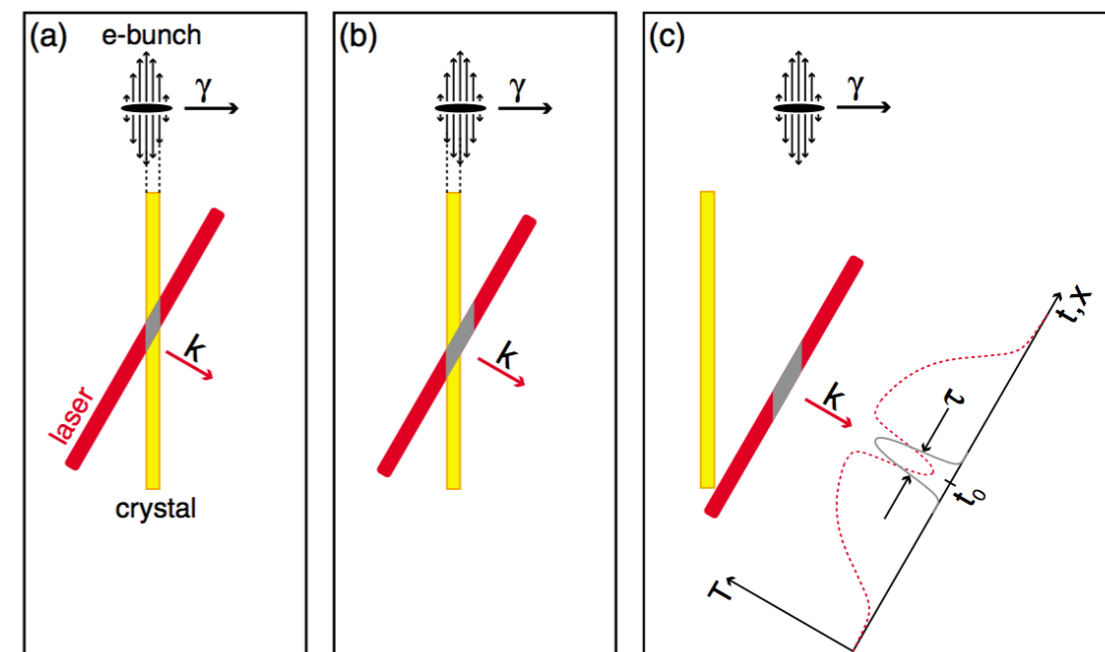 (a)
e-bunch
γ
k
laser
crystal
(b)
γ
k
(c)
γ
k
τ
t₀
t,x
T